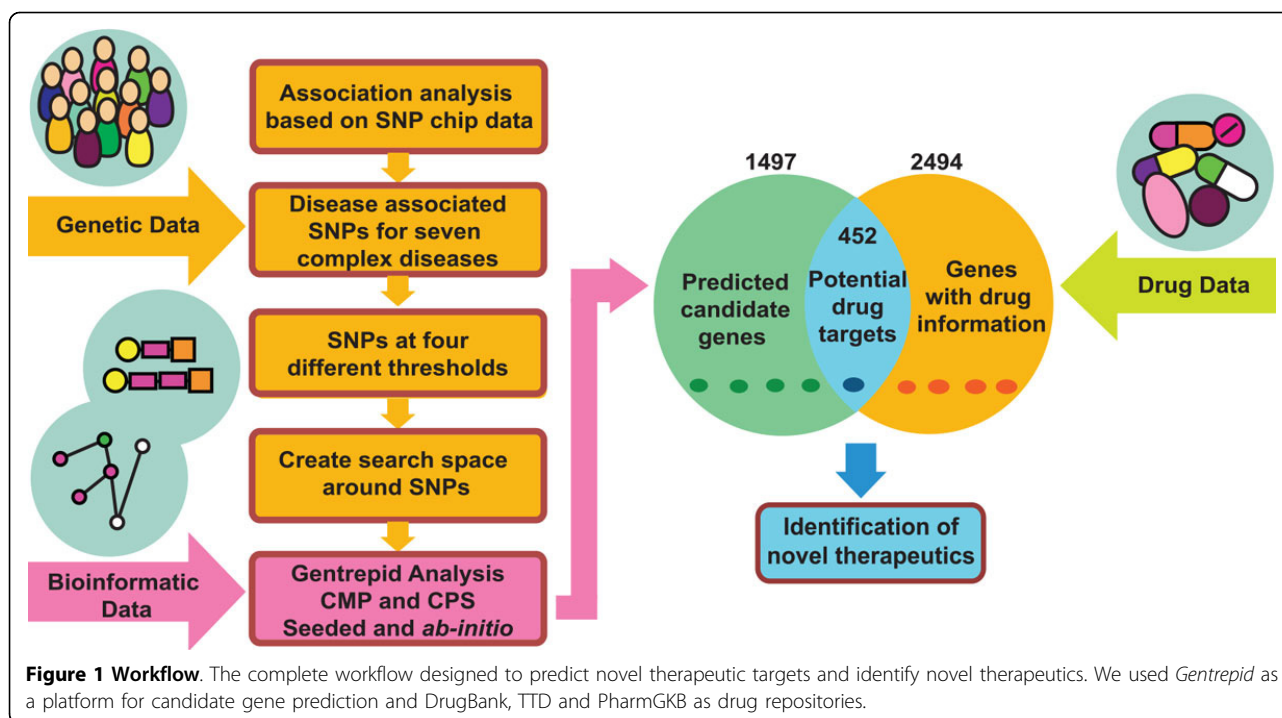 Genetic Data
Bioinformatic
Data
Association analysis
based on SNP chip data
Disease associated
SNPs for seven
complex diseases
SNPs at four
different thresholds
Create search space
around SNPs
Gentrepid Analysis
CMP and CPS
Seeded and ab-initio
1497
2494
452
Predicted
candidate
genes
Potential
drug
targets
Genes
with drug
information
Drug Data
Identification of
novel therapeutics
Figure 1 Workflow. The complete workflow designed to predict novel therapeutic targets and identify novel therapeutics. We used Gentrepid as
a platform for candidate gene prediction and DrugBank, TTD and PharmGKB as drug repositories.